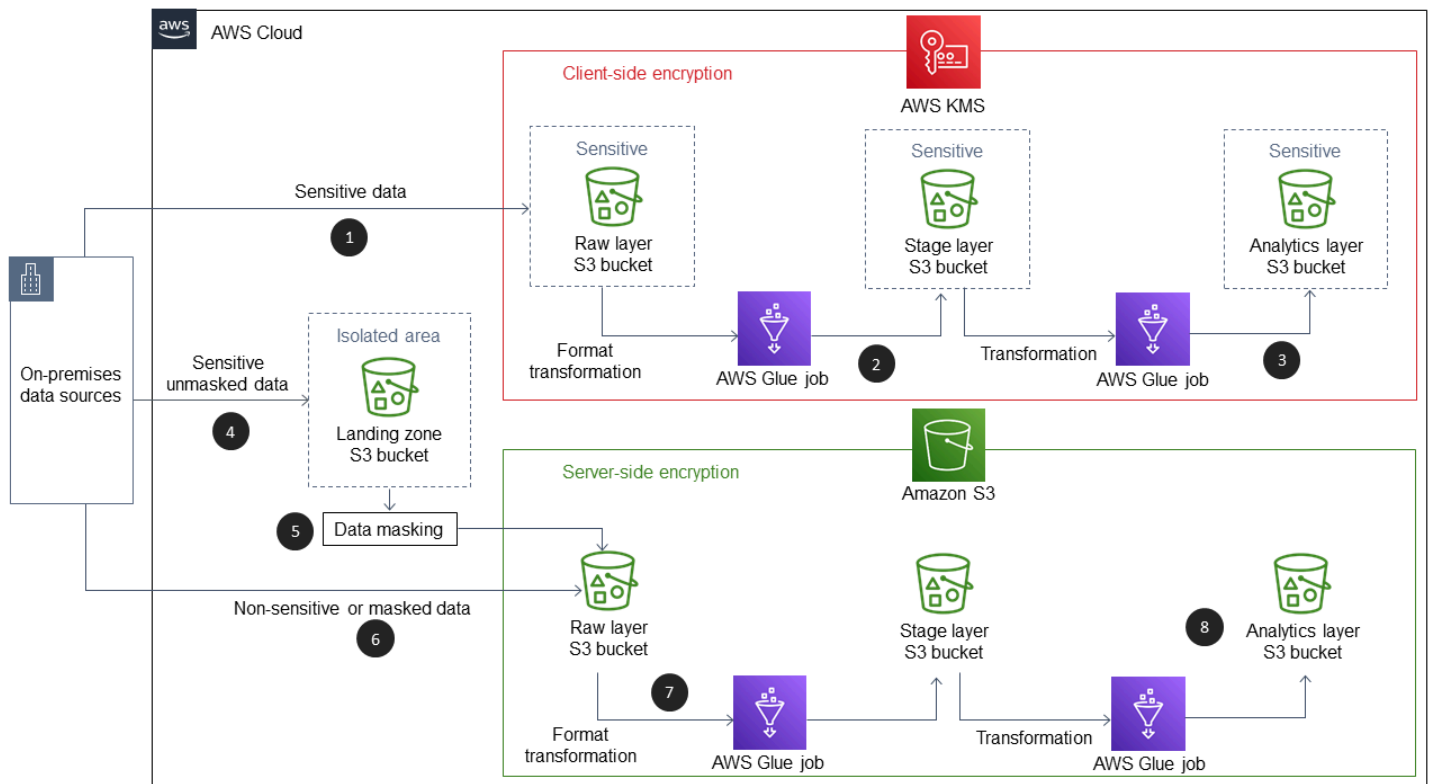 aws
AWS Cloud
Client-side encryption
AWS KMS
Sensitive
Raw layer
S3 bucket
Sensitive
Stage layer
S3 bucket
Sensitive
Analytics layer
S3 bucket
Sensitive data
1
Format
transformation
AWS Glue job
2
Transformation
AWS Glue job
3
On-premises
data sources
Sensitive
unmasked data
4
Isolated area
Landing zone
S3 bucket
5
Data masking
Non-sensitive or masked data
6
Server-side encryption
Amazon S3
Raw layer
S3 bucket
Stage layer
S3 bucket
8
Analytics layer
S3 bucket
7
Format
transformation
AWS Glue job
Transformation
AWS Glue job